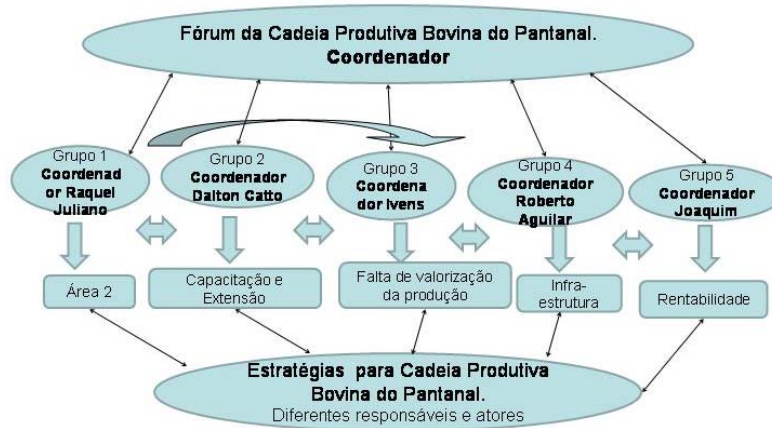 Fórum da Cadeia Produtiva Bovina do Pantanal.
Coordenador
Grupo 1
Coordenad
or Raquel
Juliano
Grupo 2
Coordenador
Dalton Catto
Grupo 3
Coordena
dor Ivens
Grupo 4
Coordenador
Roberto
Aguilar
Grupo 5
Coordenador
Joaquim
Área 2
Capacitação e
Extensão
Falta de valorização
da produção
Infra-
estrutura
Rentabilidade
Estratégias para Cadeia Produtiva
Bovina do Pantanal.
Diferentes responsáveis e atores